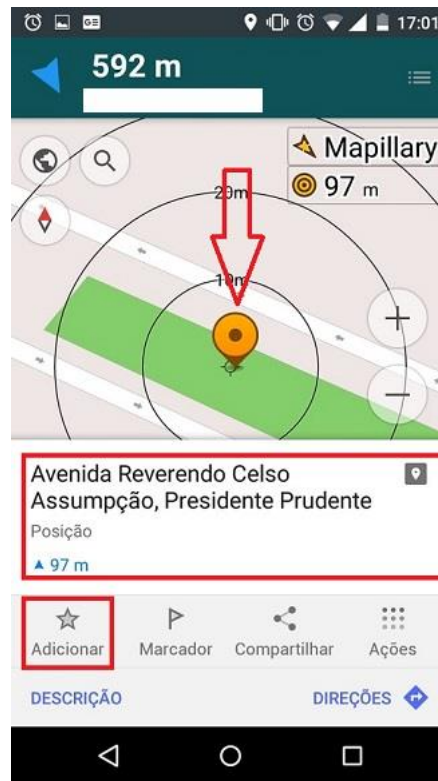 17:01
592 m
Mapillary
97 m
20m
10m
Avenida Reverendo Celso
Assumpção, Presidente Prudente
Posição
97 m
Adicionar Marcador Compartilhar Ações
DESCRIÇÃO DIREÇÕES